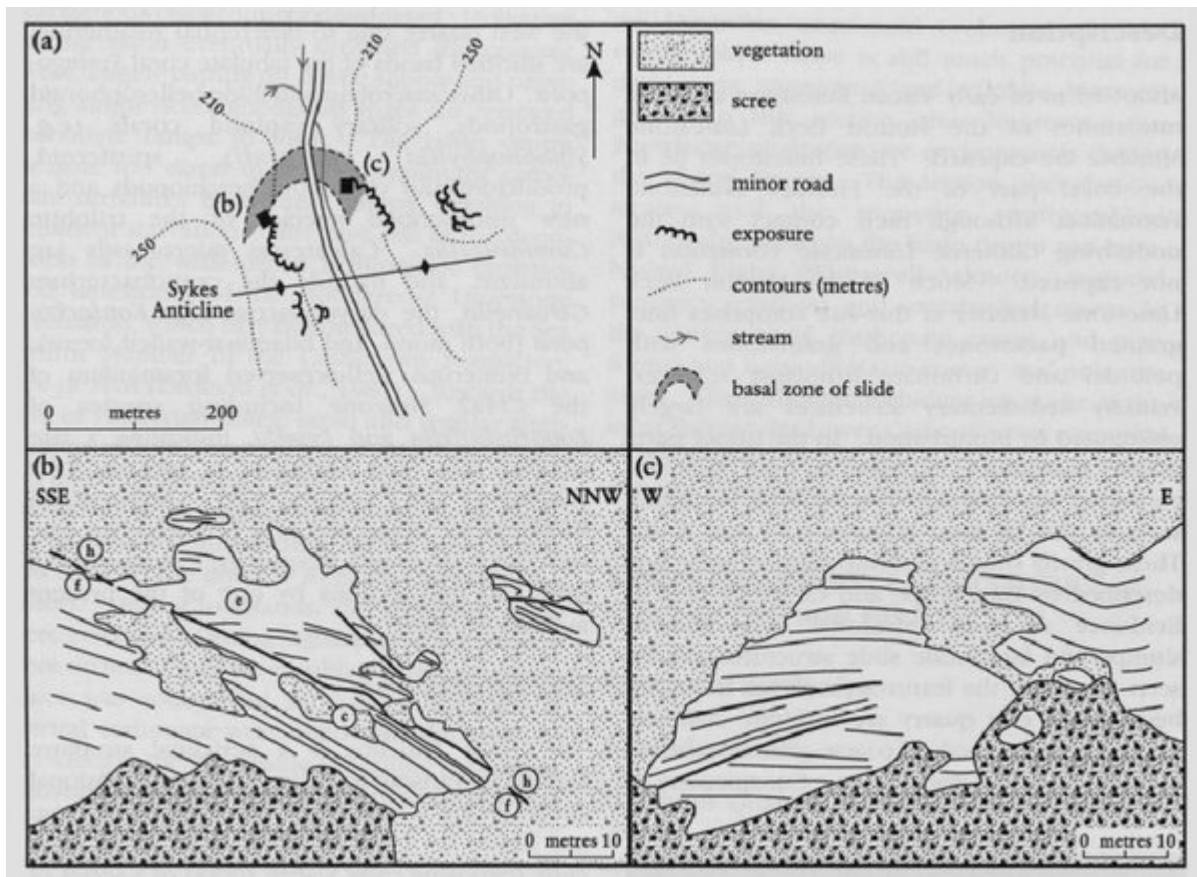 (a)
210
210
250
N
(c)
(b)
250
Sykes
Anticline
0 metres 200
vegetation
scree
minor road
exposure
contours (metres)
stream
basal zone of slide
(b)
SSE NNW
h
f
e
c
h
f
0 metres 10
(c)
W E
0 metres 10